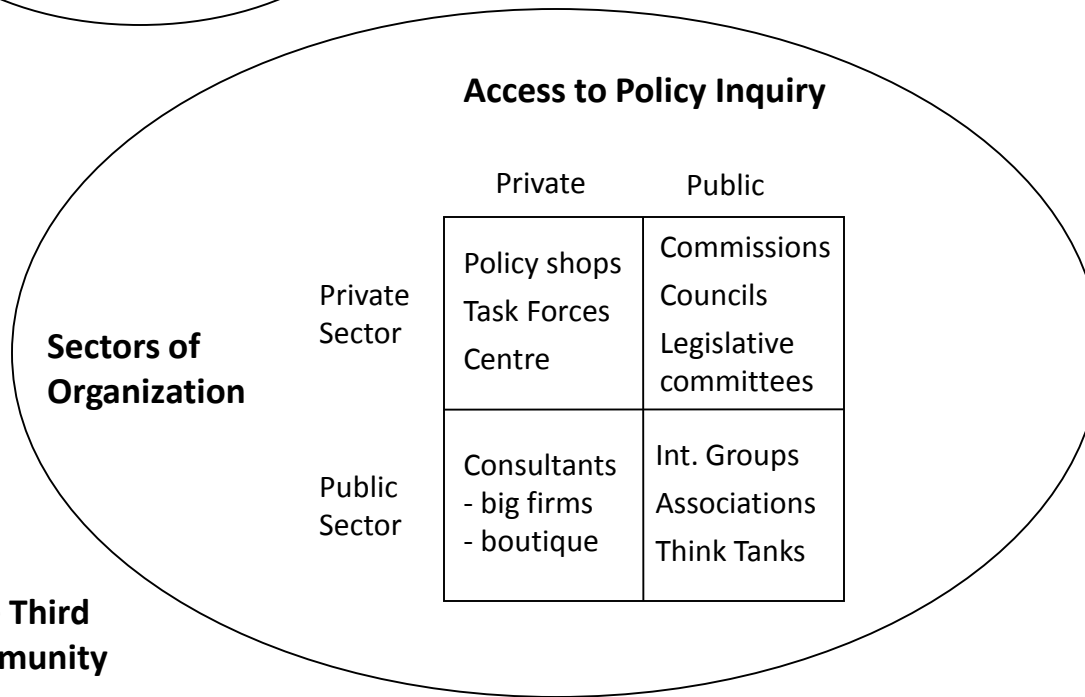 Access to Policy Inquiry
Private Public
Private
Sector
Policy shops
Task Forces
Centre
Commissions
Councils
Legislative
committees
Sectors of
Organization
Public
Sector
Consultants
- big firms
- boutique
Int. Groups
Associations
Think Tanks
Third
munity